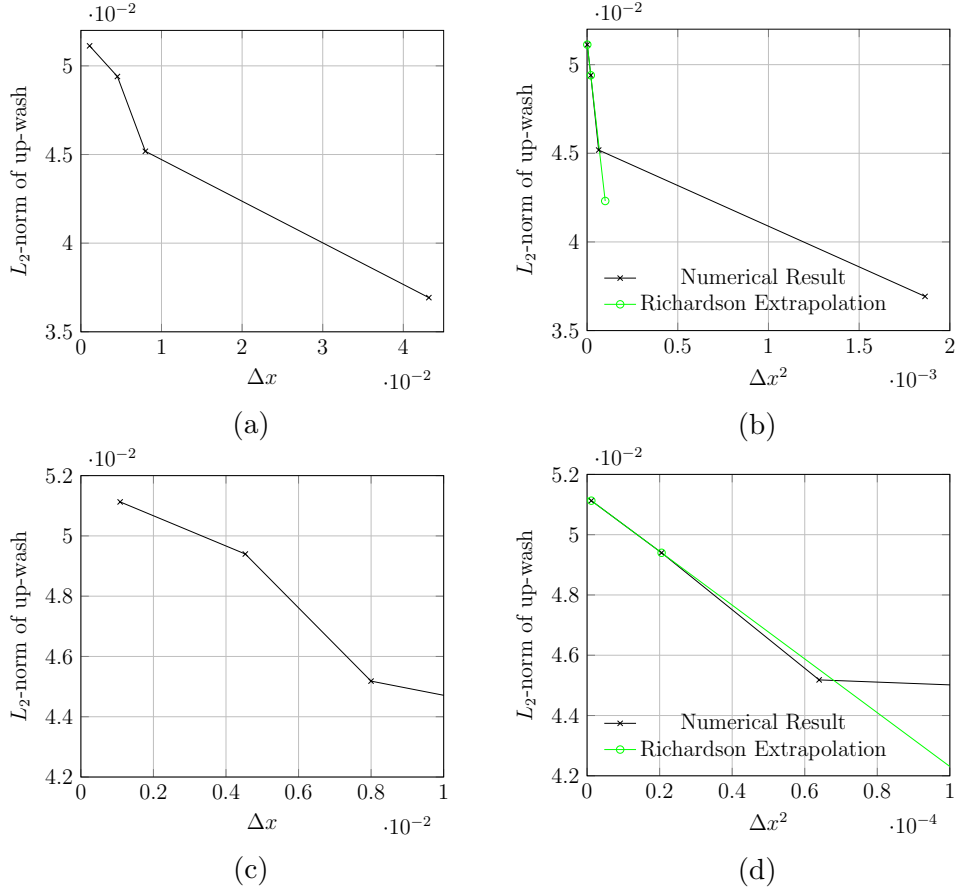 ·10⁻²
5
4.5
4
3.5
L₂-norm of up-wash
0 1 2 3 4
Δx
·10⁻²
(a)
·10⁻²
5
4.5
4
3.5
L₂-norm of up-wash
Numerical Result
Richardson Extrapolation
0 0.5 1 1.5 2
Δx²
·10⁻³
(b)
·10⁻²
5.2
5
4.8
4.6
4.4
4.2
L₂-norm of up-wash
0 0.2 0.4 0.6 0.8 1
Δx
·10⁻²
(c)
·10⁻²
5.2
5
4.8
4.6
4.4
4.2
L₂-norm of up-wash
Numerical Result
Richardson Extrapolation
0 0.2 0.4 0.6 0.8 1
Δx²
·10⁻⁴
(d)